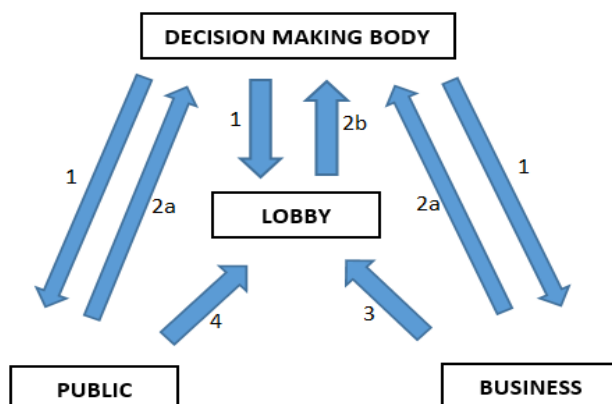 DECISION MAKING BODY
1
2b
1
1
2a
2a
LOBBY
4
3
PUBLIC
BUSINESS